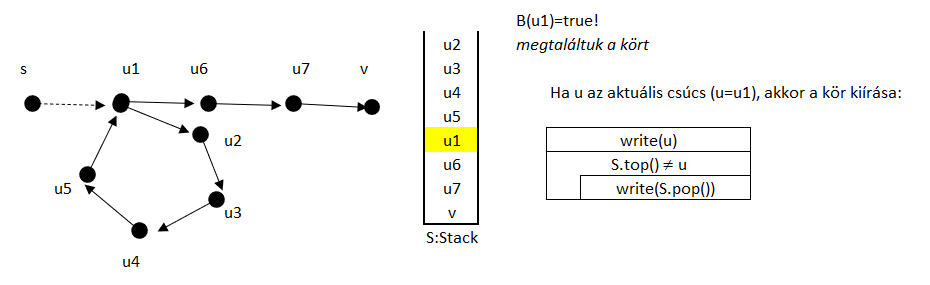 B(u1)=true!
megtaláltuk a kört
s
u1
u6
u7
v
u2
u5
u3
u4
u2
u3
u4
u5
u1
u6
u7
v
S:Stack
Ha u az aktuális csúcs (u=u1), akkor a kör kiírása:
write(u)
S.top() ≠ u
write(S.pop())